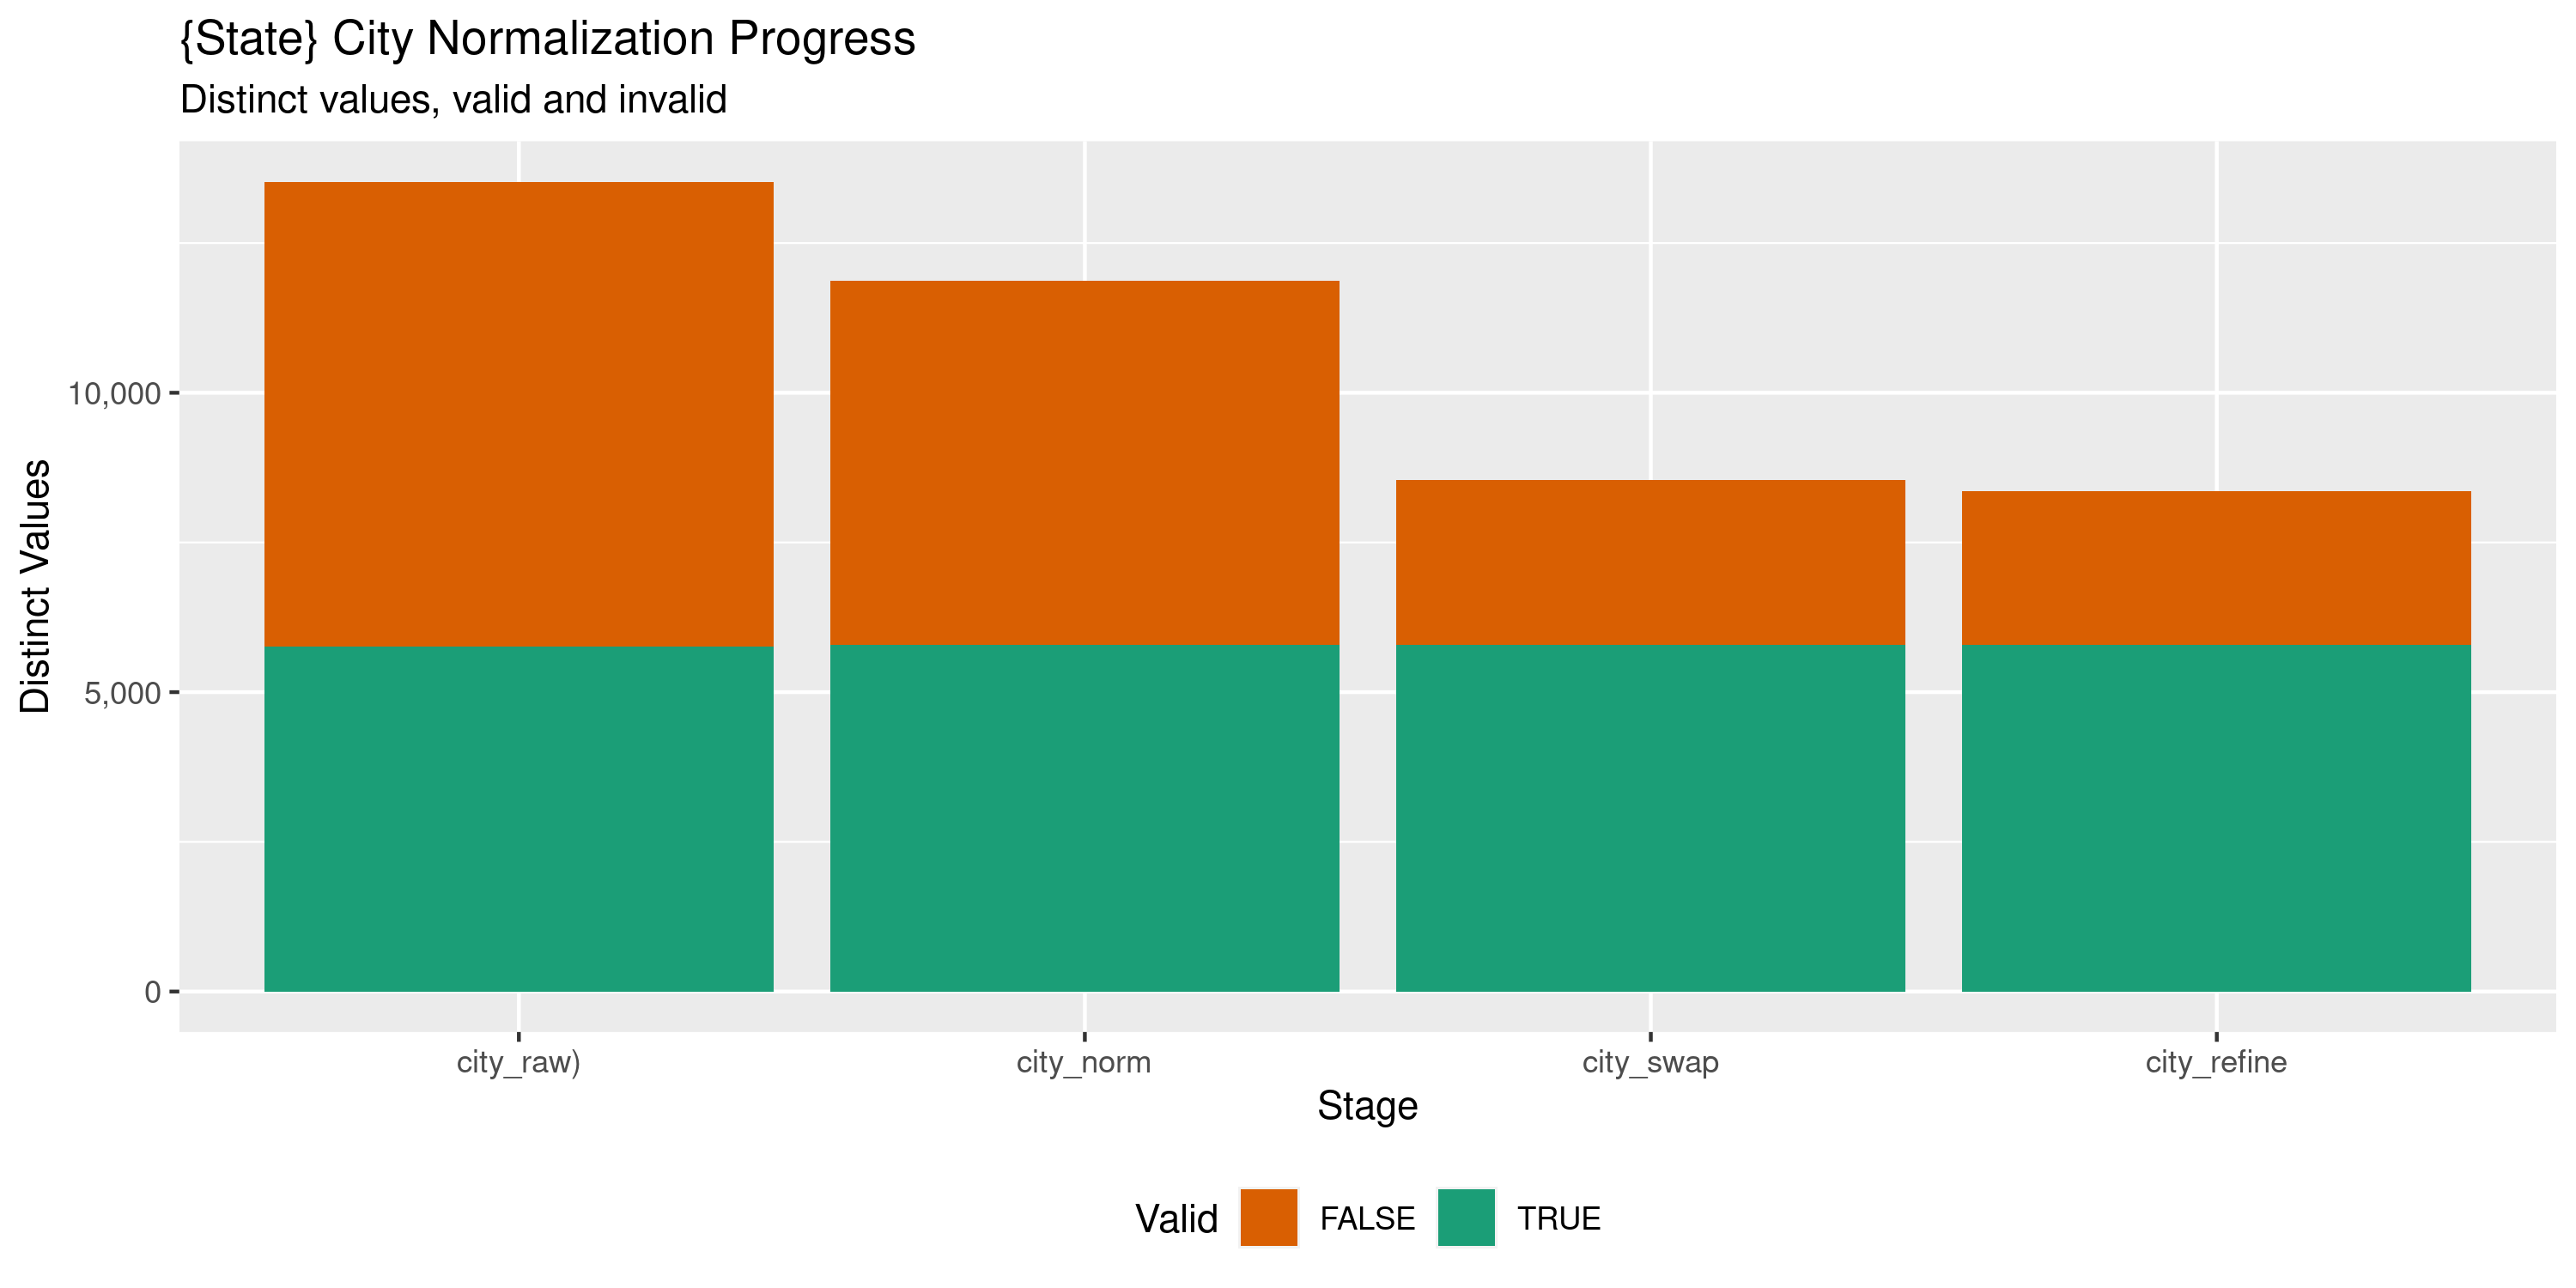 {State} City Normalization Progress
Distinct values, valid and invalid
Distinct Values
10,000
5,000
0
city_raw) city_norm city_swap city_refine
Stage
Valid FALSE TRUE